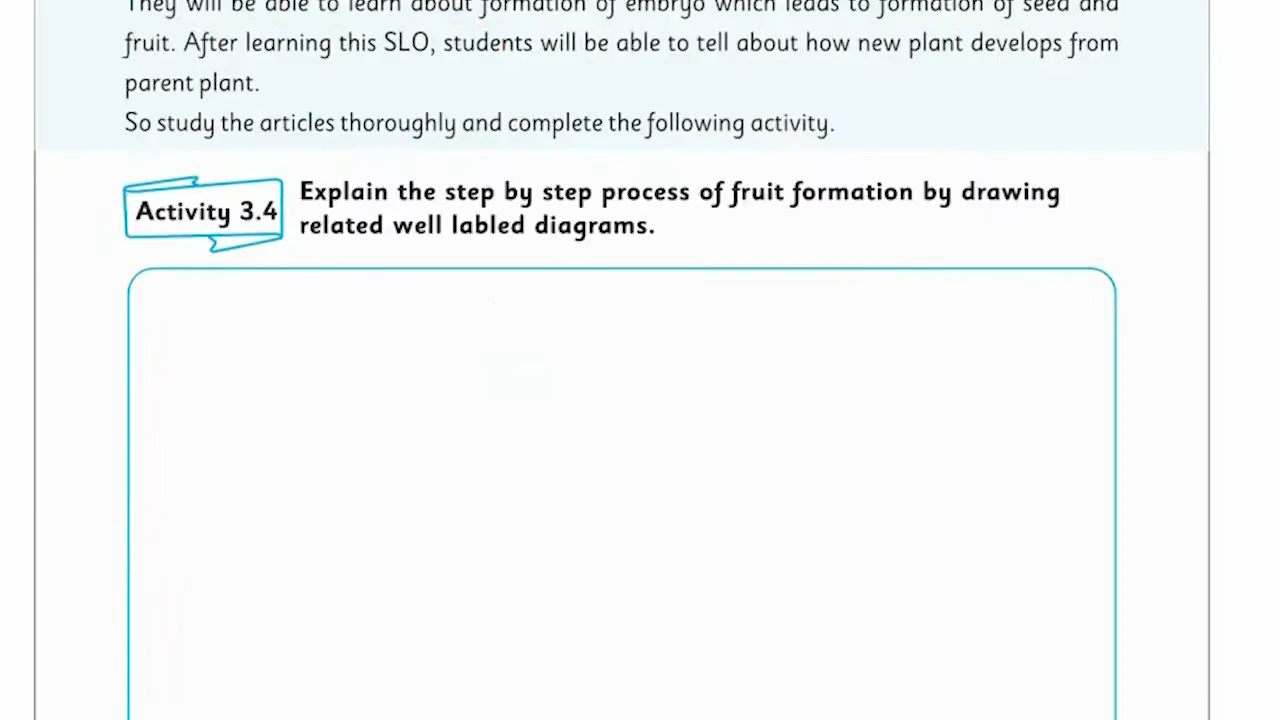 They will be able to learn about formation of embryo which leads to formation of seed and
fruit. After learning this SLO, students will be able to tell about how new plant develops from
parent plant.
So study the articles thoroughly and complete the following activity.
Activity 3.4
Explain the step by step process of fruit formation by drawing
related well labled diagrams.